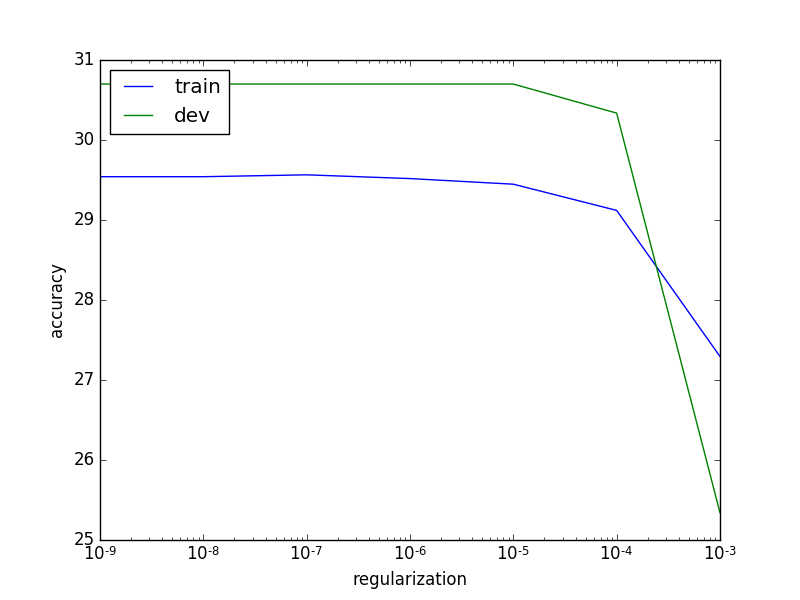 31
30
29
28
27
26
25
accuracy
train
dev
10⁻⁹ 10⁻⁸ 10⁻⁷ 10⁻⁶ 10⁻⁵ 10⁻⁴ 10⁻³
regularization